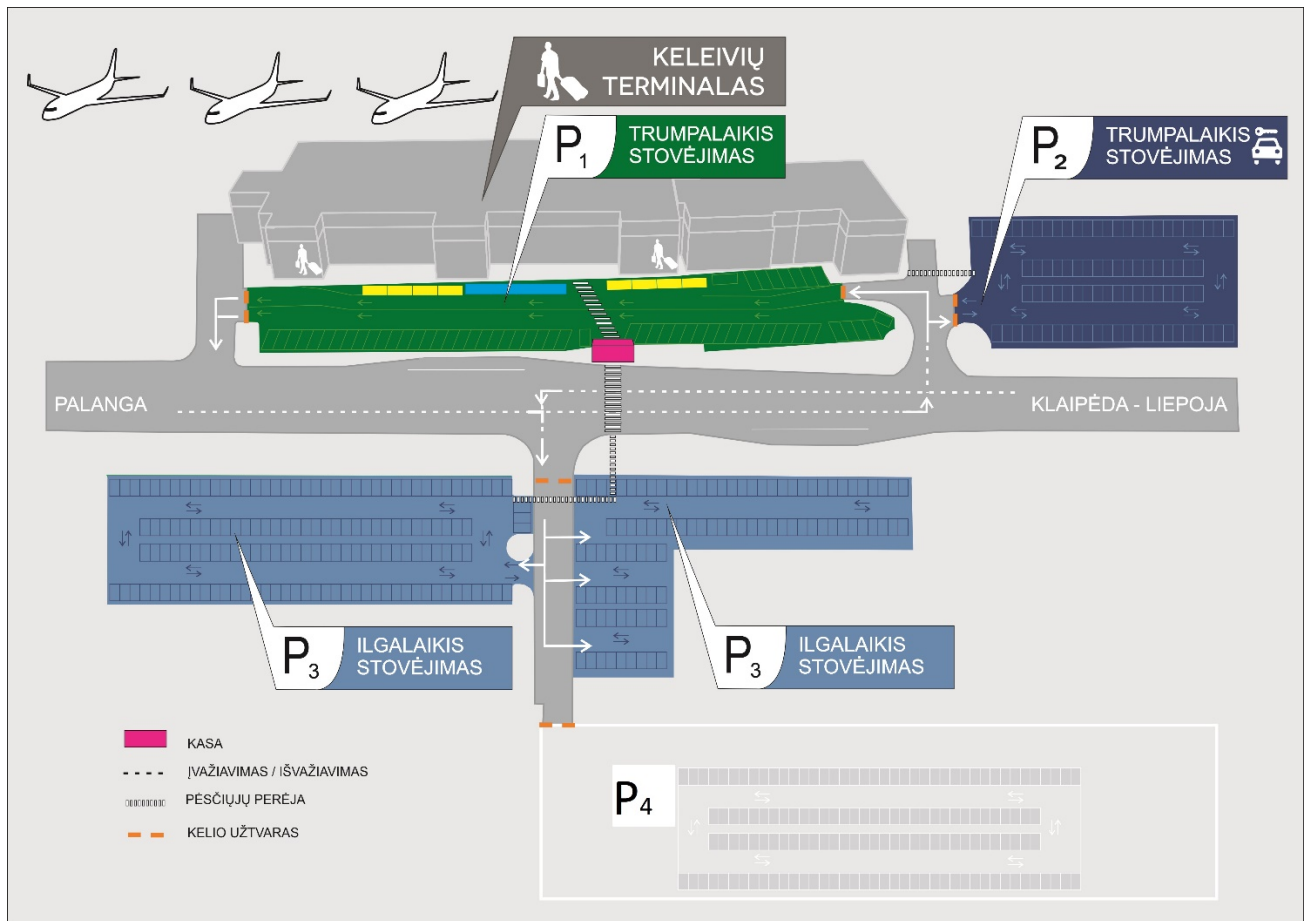 KELEIVIŲ
TERMINALAS
P1
TRUMPALAIKIS
STOVĖJIMAS
P2
TRUMPALAIKIS
STOVĖJIMAS
PALANGA
KLAIPĖDA - LIEPOJA
P3
ILGALAIKIS
STOVĖJIMAS
P3
ILGALAIKIS
STOVĖJIMAS
KASA
ĮVAŽIAVIMAS / IŠVAŽIAVIMAS
PĖSČIŲJŲ PERĖJA
KELIO UŽTVARAS
P4